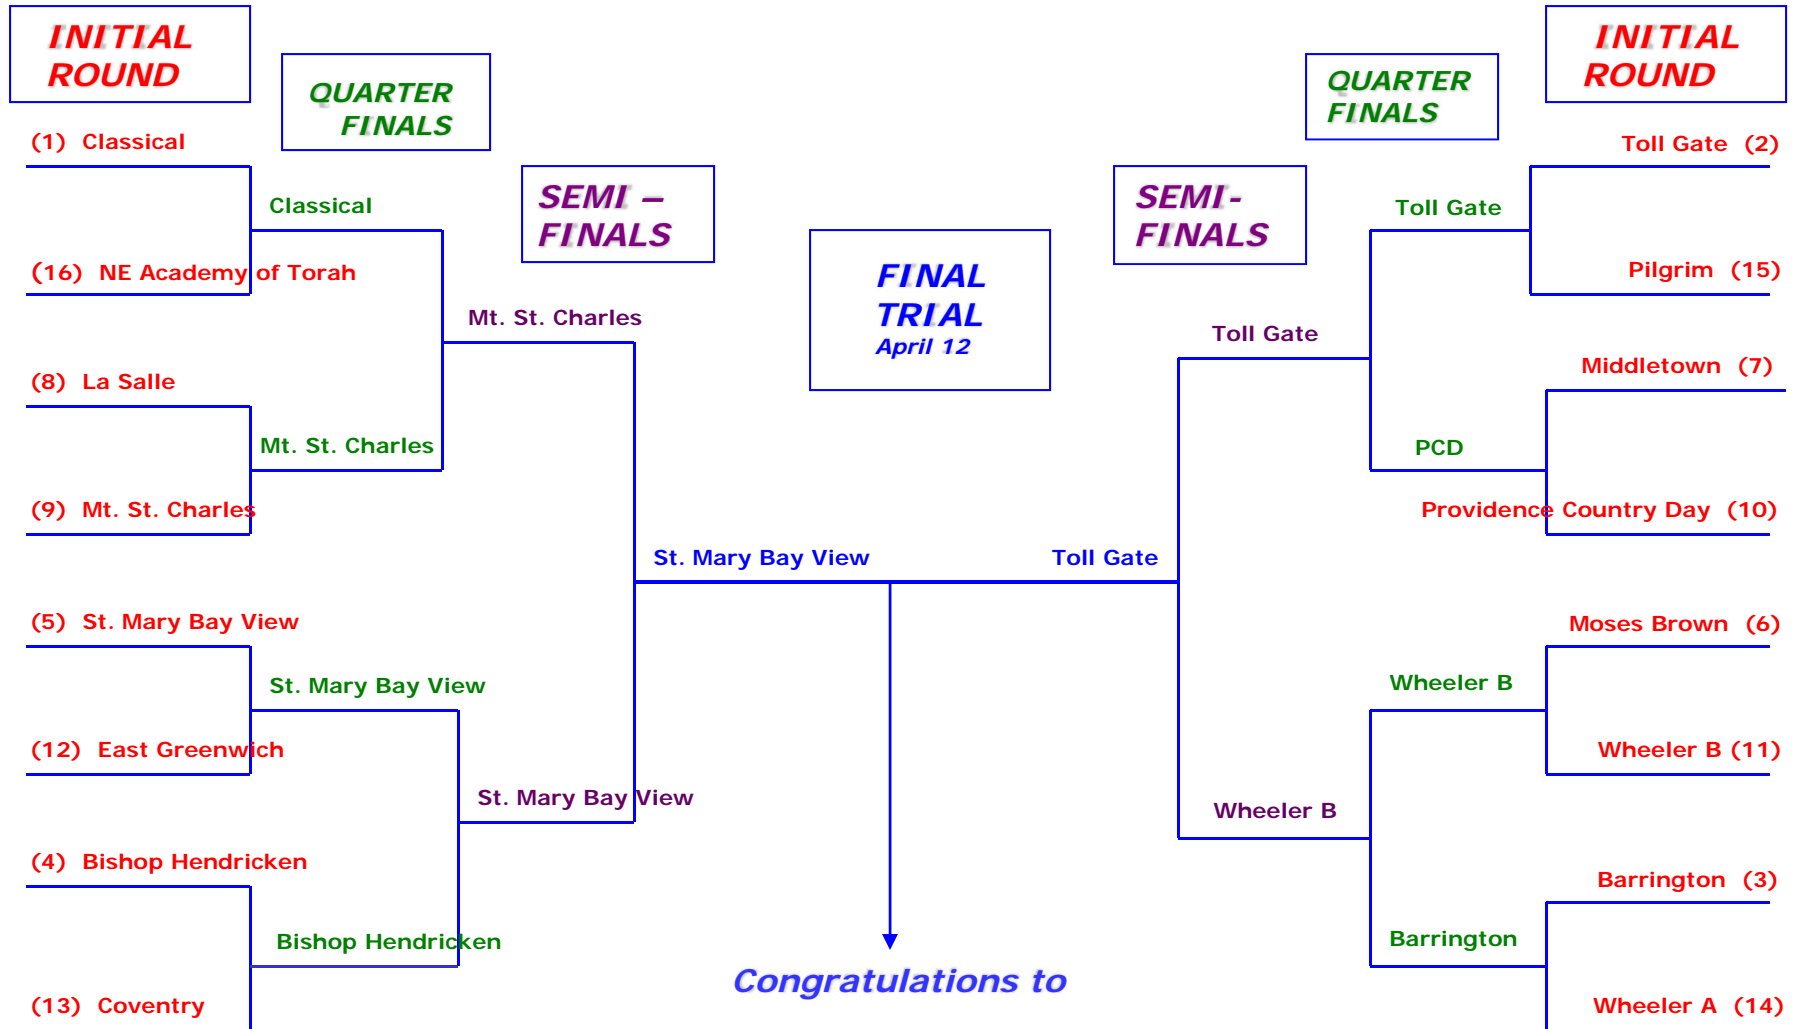 INITIAL
ROUND
QUARTER
FINALS
SEMI –
FINALS
FINAL
TRIAL
April 12
SEMI-
FINALS
QUARTER
FINALS
INITIAL
ROUND
(1) Classical
Classical
(16) NE Academy of Torah
Mt. St. Charles
(8) La Salle
Mt. St. Charles
(9) Mt. St. Charles
St. Mary Bay View
(5) St. Mary Bay View
St. Mary Bay View
(12) East Greenwich
St. Mary Bay View
(4) Bishop Hendricken
Bishop Hendricken
(13) Coventry
Toll Gate (2)
Toll Gate
Pilgrim (15)
Toll Gate
Middletown (7)
PCD
Providence Country Day (10)
Toll Gate
Moses Brown (6)
Wheeler B
Wheeler B (11)
Wheeler B
Barrington (3)
Barrington
Wheeler A (14)
Congratulations to